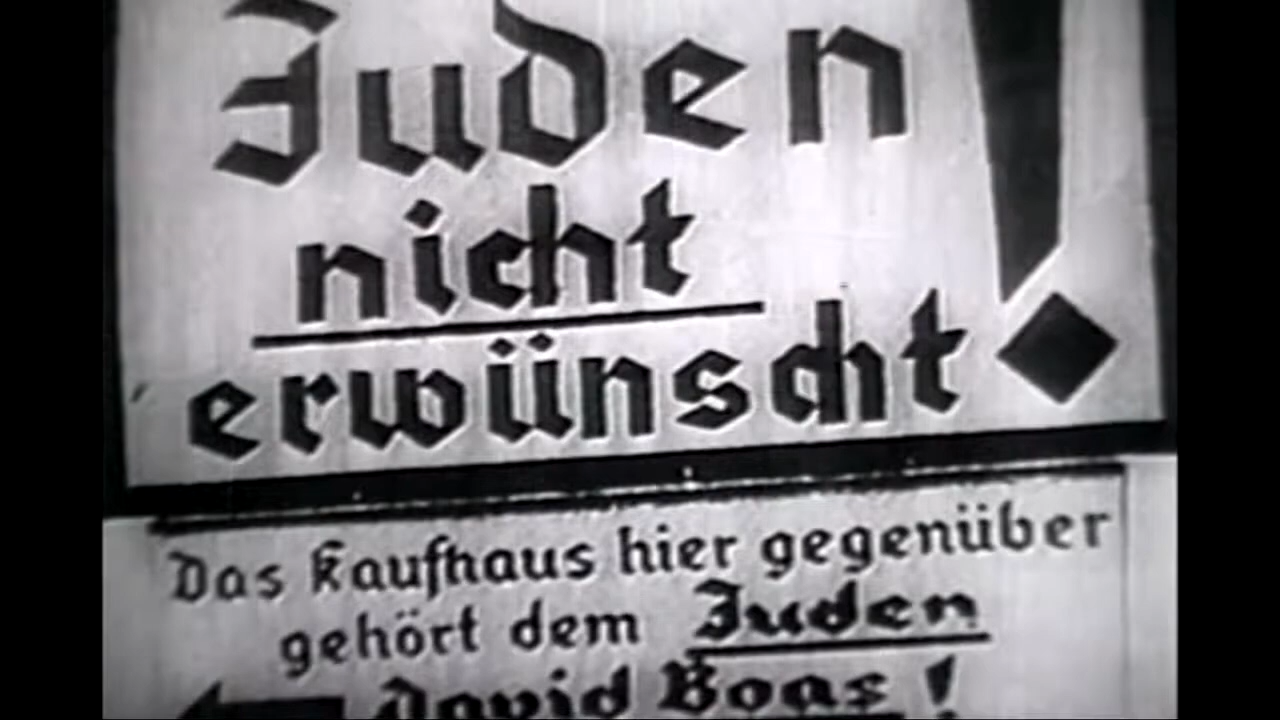 Juden
nicht
erwünscht!
Das Kaufhaus hier gegenüber
gehört dem Juden
David Boas!